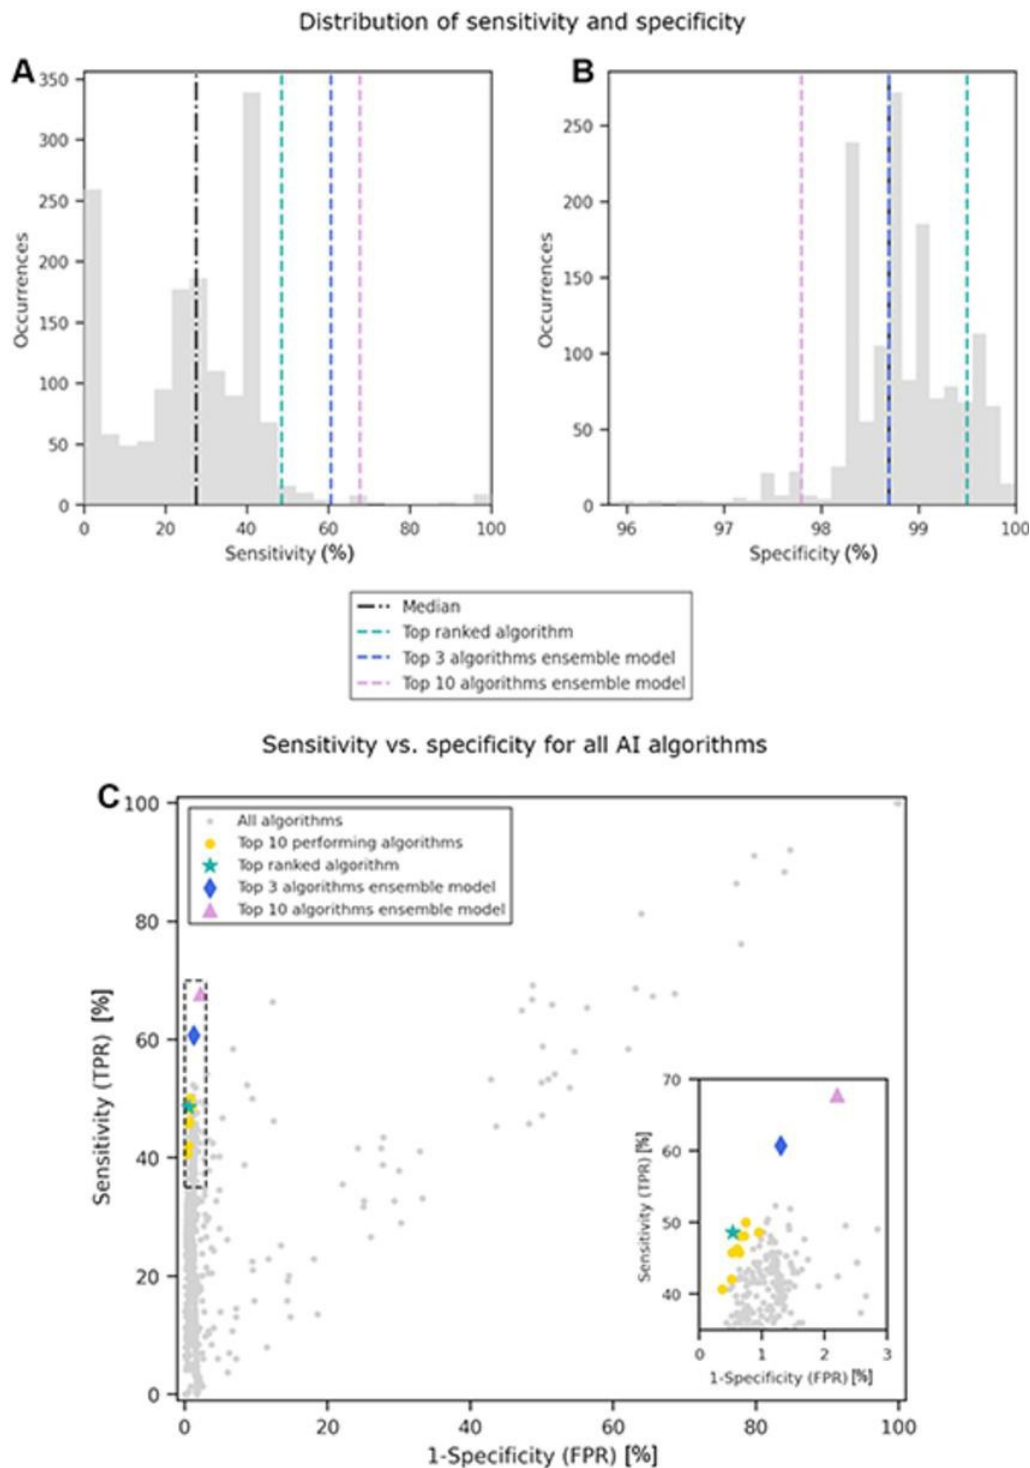 Distribution of sensitivity and specificity
A
350
300
250
200
150
100
50
0
Occurrences
0 20 40 60 80 100
Sensitivity (%)
B
250
200
150
100
50
0
Occurrences
96 97 98 99 100
Specificity (%)
Median
Top ranked algorithm
Top 3 algorithms ensemble model
Top 10 algorithms ensemble model
Sensitivity vs. specificity for all AI algorithms
C
100
80
60
40
20
0
Sensitivity (TPR) [%]
All algorithms
Top 10 performing algorithms
Top ranked algorithm
Top 3 algorithms ensemble model
Top 10 algorithms ensemble model
70
60
50
40
Sensitivity (TPR) [%]
0 1 2 3
1-Specificity (FPR) [%]
0 20 40 60 80 100
1-Specificity (FPR) [%]